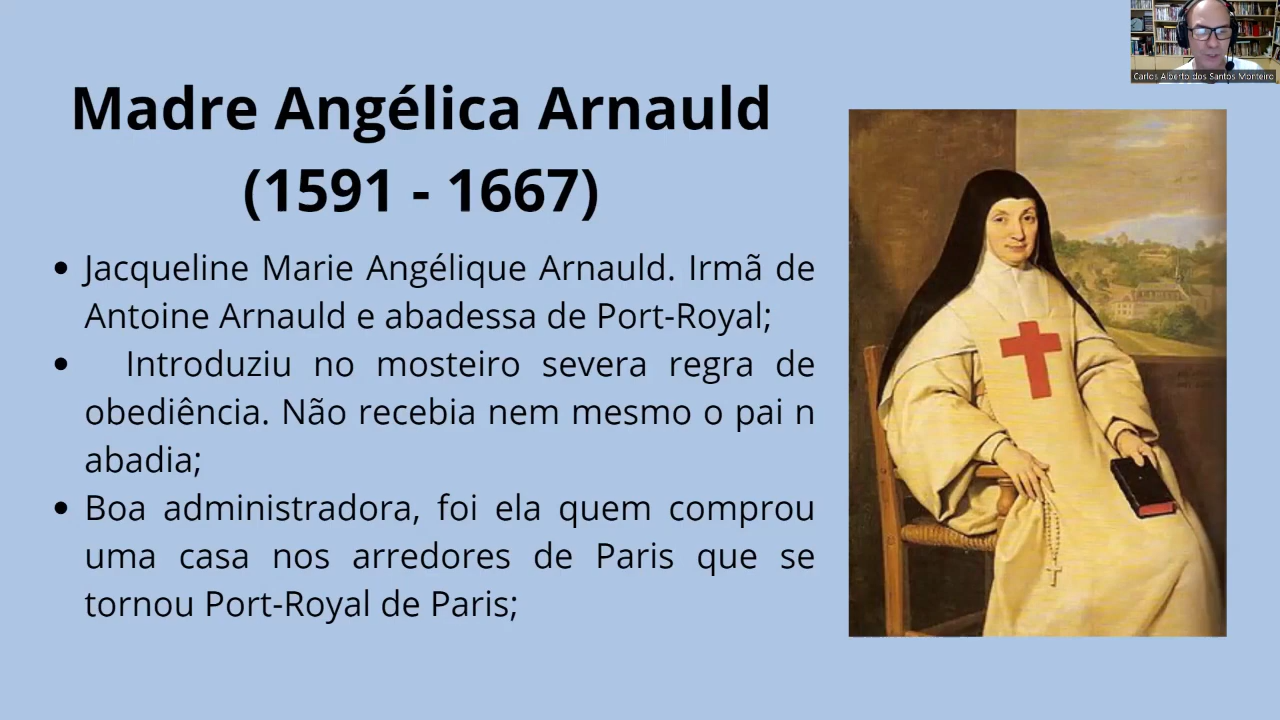 Carlos Alberto dos Santos Monteiro
Madre Angélica Arnauld
(1591 - 1667)
Jacqueline Marie Angélique Arnauld. Irmã de
Antoine Arnauld e abadessa de Port-Royal;
Introduziu no mosteiro severa regra de
obediência. Não recebia nem mesmo o pai n
abadia;
Boa administradora, foi ela quem comprou
uma casa nos arredores de Paris que se
tornou Port-Royal de Paris;